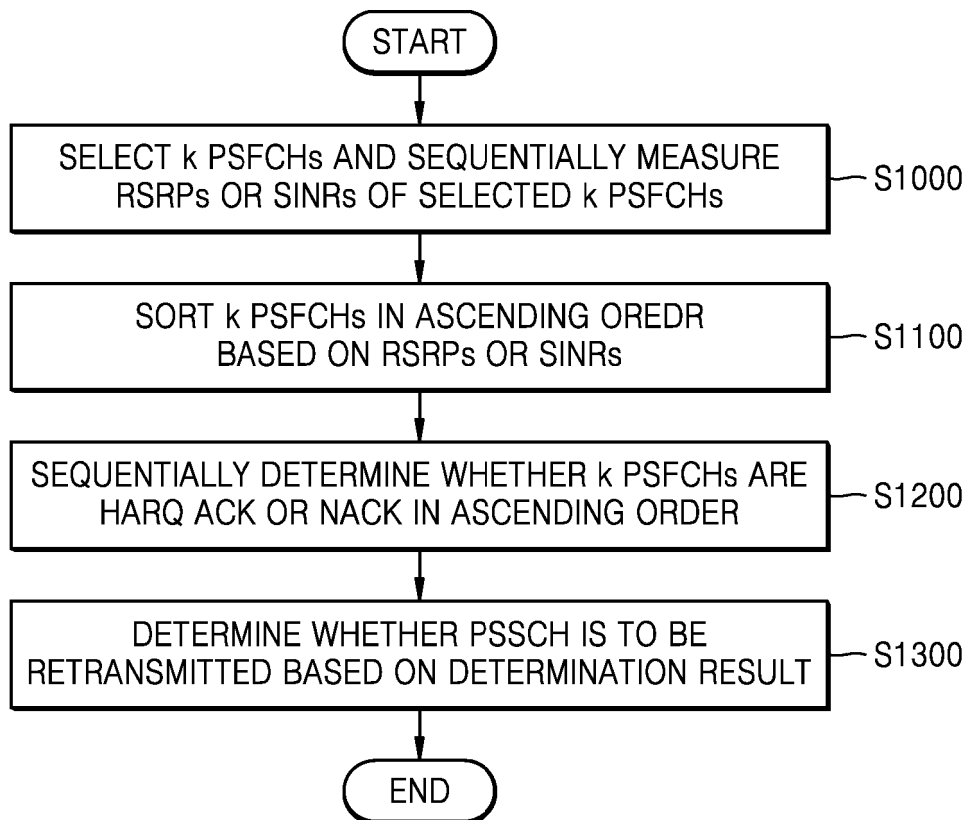 START
SELECT k PSFCHs AND SEQUENTIALLY MEASURE
RSRPs OR SINRs OF SELECTED k PSFCHs
S1000
SORT k PSFCHs IN ASCENDING OREDR
BASED ON RSRPs OR SINRs
S1100
SEQUENTIALLY DETERMINE WHETHER k PSFCHs ARE
HARQ ACK OR NACK IN ASCENDING ORDER
S1200
DETERMINE WHETHER PSSCH IS TO BE
RETRANSMITTED BASED ON DETERMINATION RESULT
S1300
END